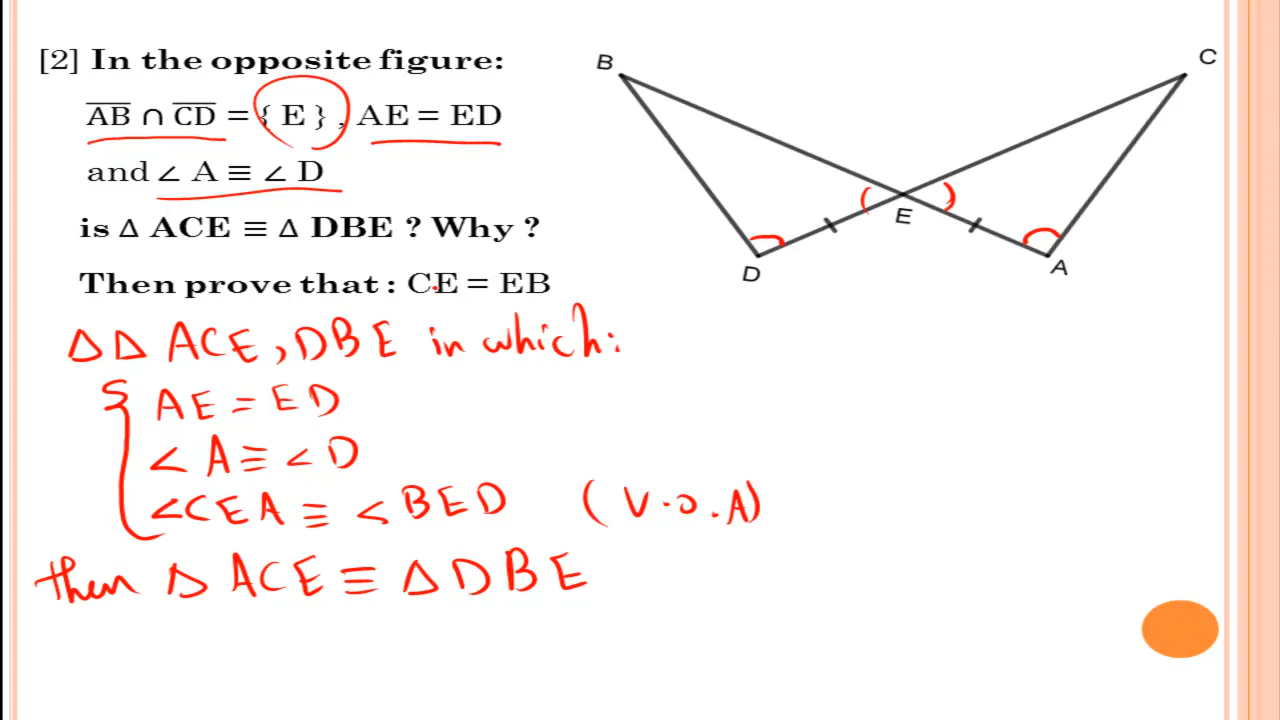 [2] In the opposite figure:
AB ∩ CD = { E } , AE = ED
and ∠ A ≡ ∠ D
is Δ ACE ≡ Δ DBE ? Why ?
Then prove that : CE = EB
Δ Δ ACE, DBE in which:
AE = ED
< A ≡ < D
<CEA ≡ < BED (V.O.A)
then Δ ACE ≡ Δ DBE
B
C
E
D
A